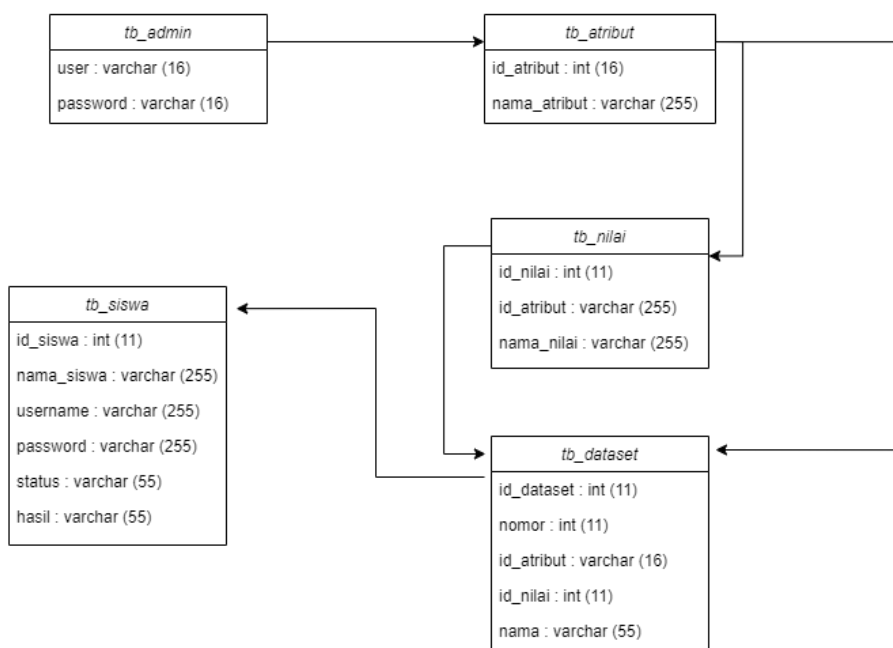 tb_admin
user : varchar (16)
password : varchar (16)
tb_atribut
id_atribut : int (16)
nama_atribut : varchar (255)
tb_nilai
id_nilai : int (11)
id_atribut : varchar (255)
nama_nilai : varchar (255)
tb_siswa
id_siswa : int (11)
nama_siswa : varchar (255)
username : varchar (255)
password : varchar (255)
status : varchar (55)
hasil : varchar (55)
tb_dataset
id_dataset : int (11)
nomor : int (11)
id_atribut : varchar (16)
id_nilai : int (11)
nama : varchar (55)